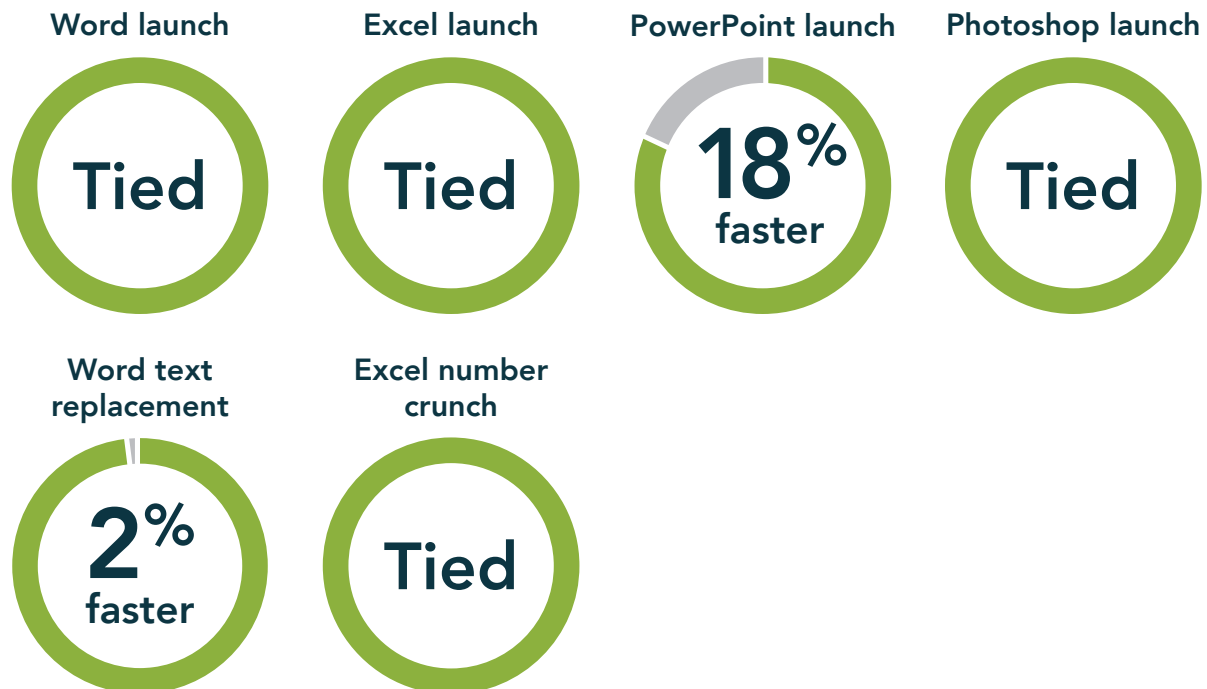 Word launch
Tied
Excel launch
Tied
PowerPoint launch
18%
faster
Photoshop launch
Tied
Word text
replacement
2%
faster
Excel number
crunch
Tied